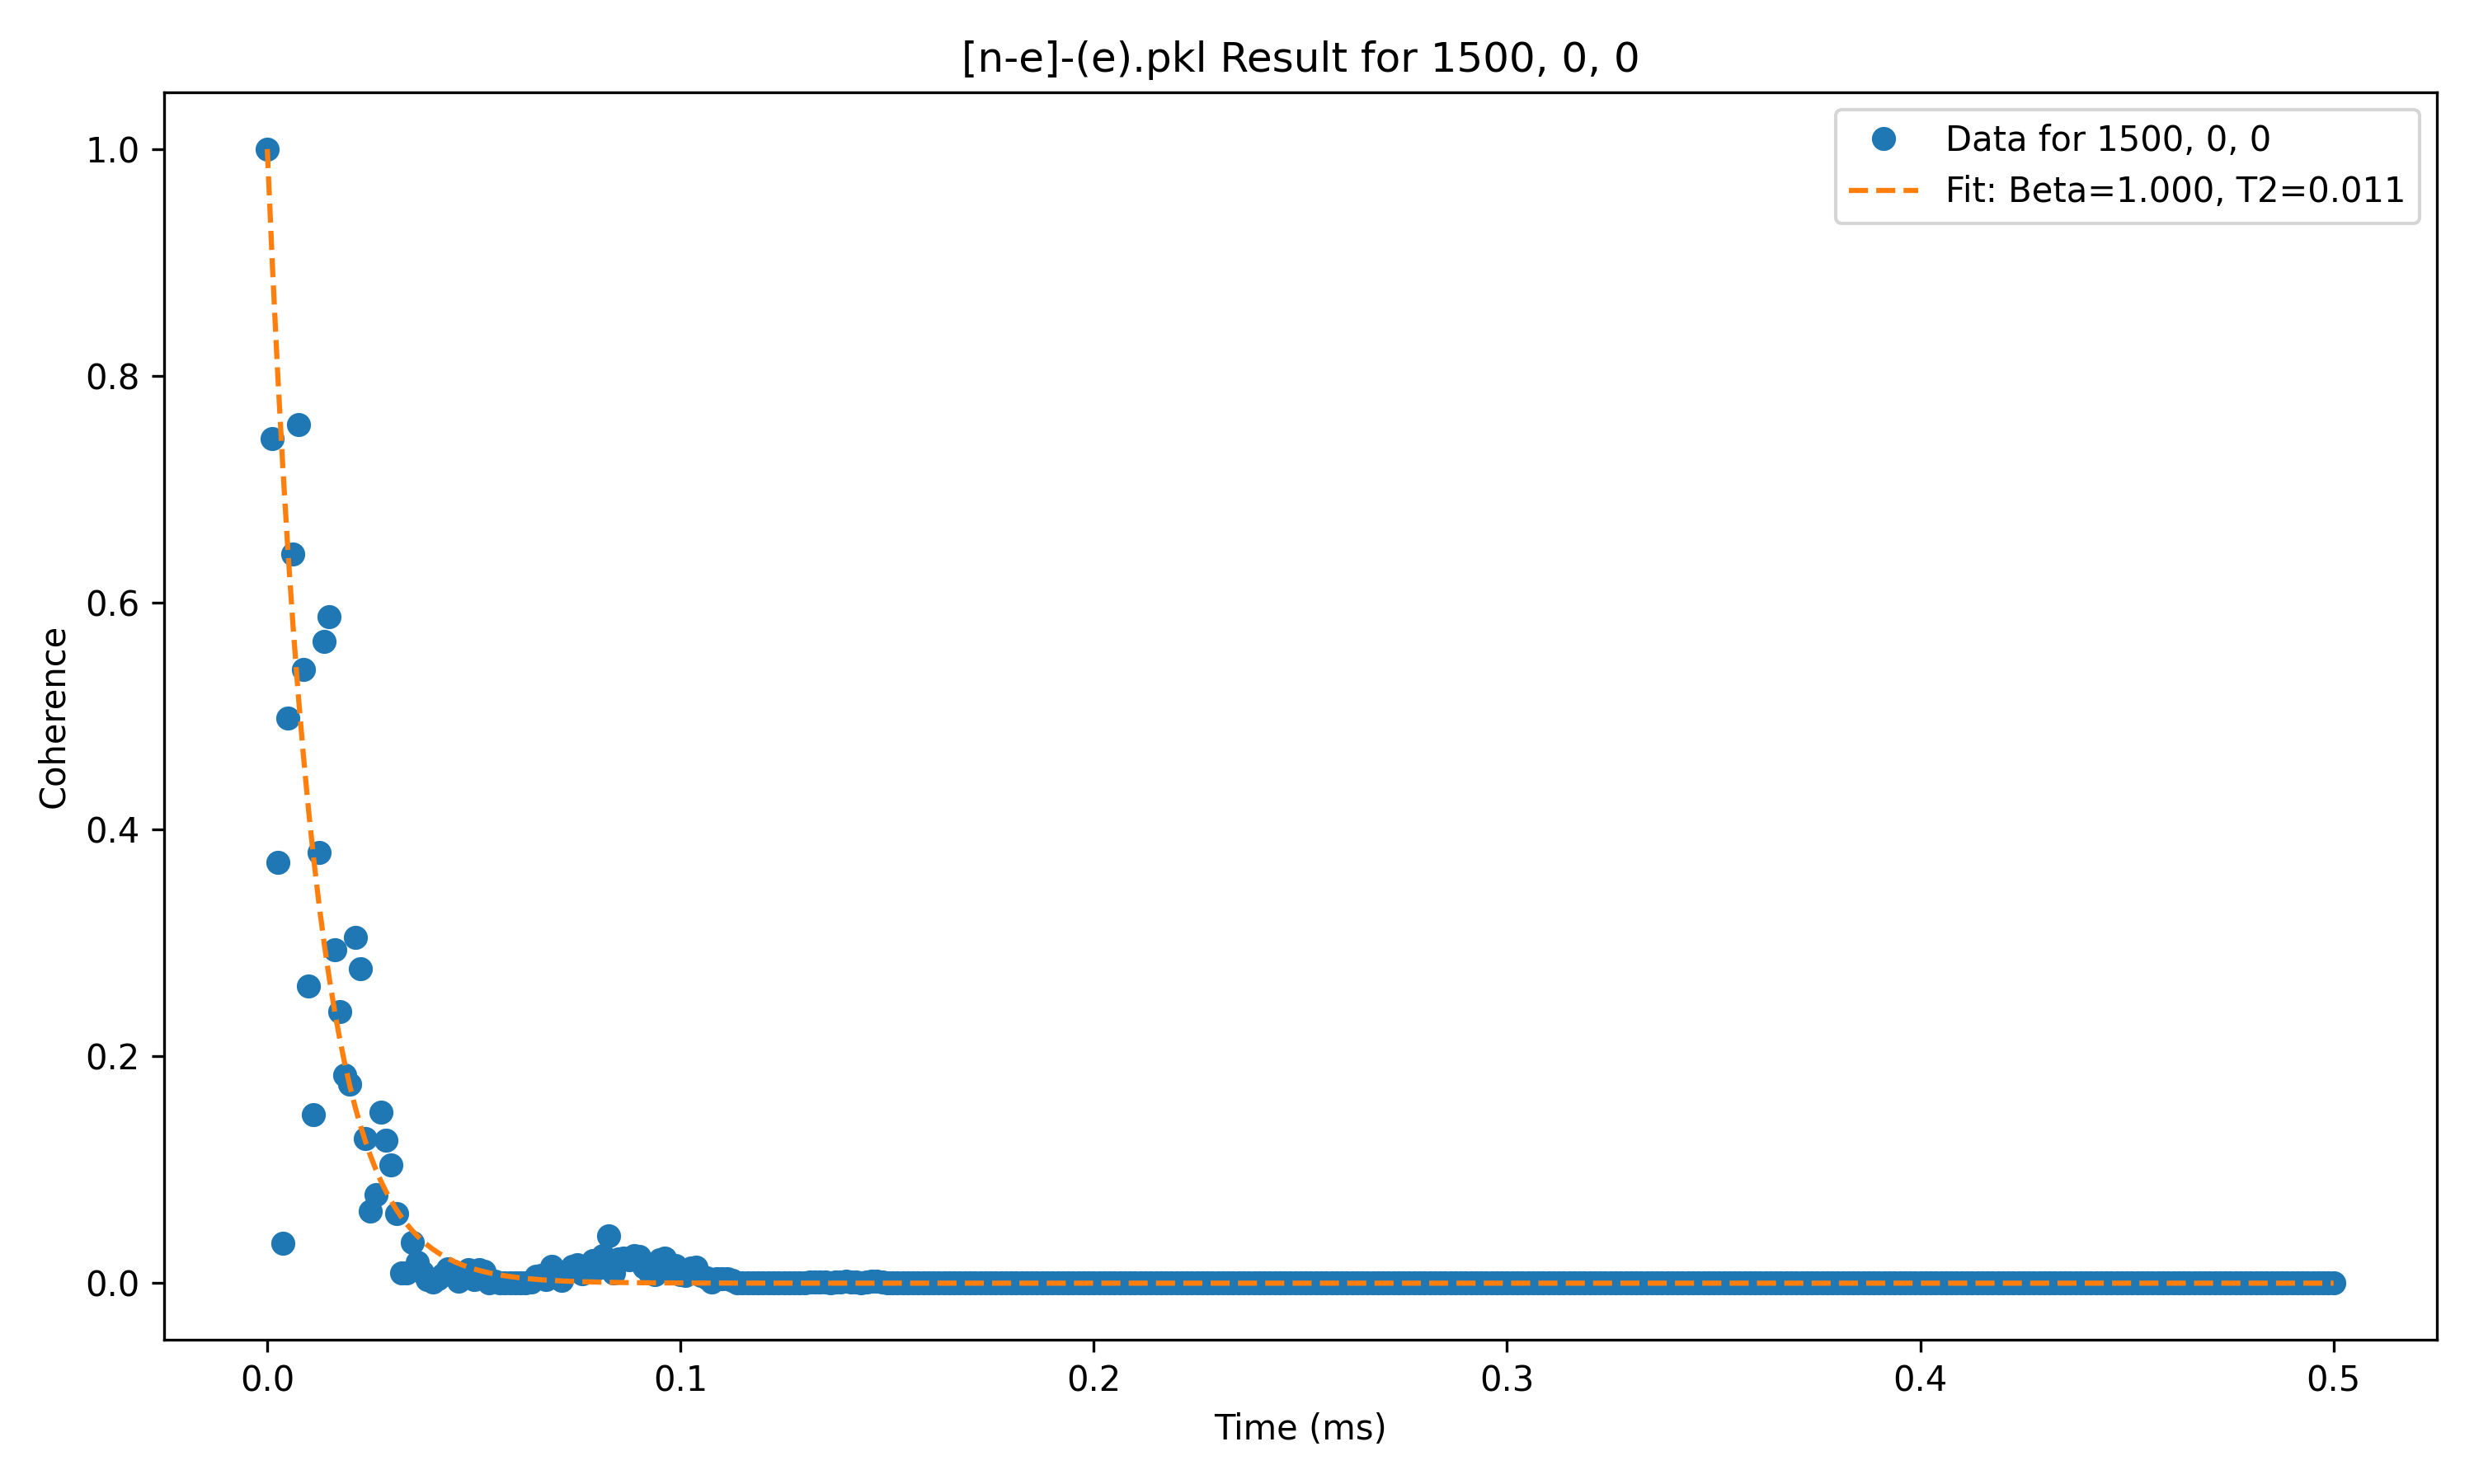 [n-e]-(e).pkl Result for 1500, 0, 0
Data for 1500, 0, 0
Fit: Beta=1.000, T2=0.011
Coherence
1.0
0.8
0.6
0.4
0.2
0.0
0.0 0.1 0.2 0.3 0.4 0.5
Time (ms)